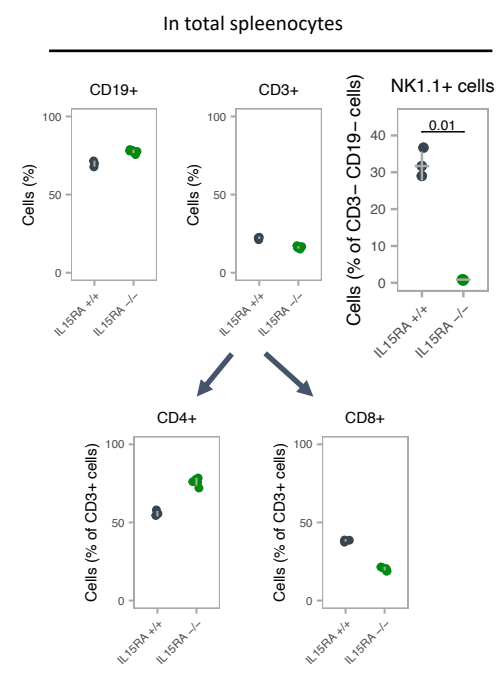 In total spleenocytes
CD19+
Cells (%)
100
50
0
IL15RA +/+
IL15RA −/−
CD3+
Cells (%)
100
50
0
IL15RA +/+
IL15RA −/−
NK1.1+ cells
Cells (% of CD3− CD19− cells)
0.01
40
30
20
10
0
IL15RA +/+
IL15RA −/−
CD4+
Cells (% of CD3+ cells)
100
50
0
IL15RA +/+
IL15RA −/−
CD8+
Cells (% of CD3+ cells)
100
50
0
IL15RA +/+
IL15RA −/−